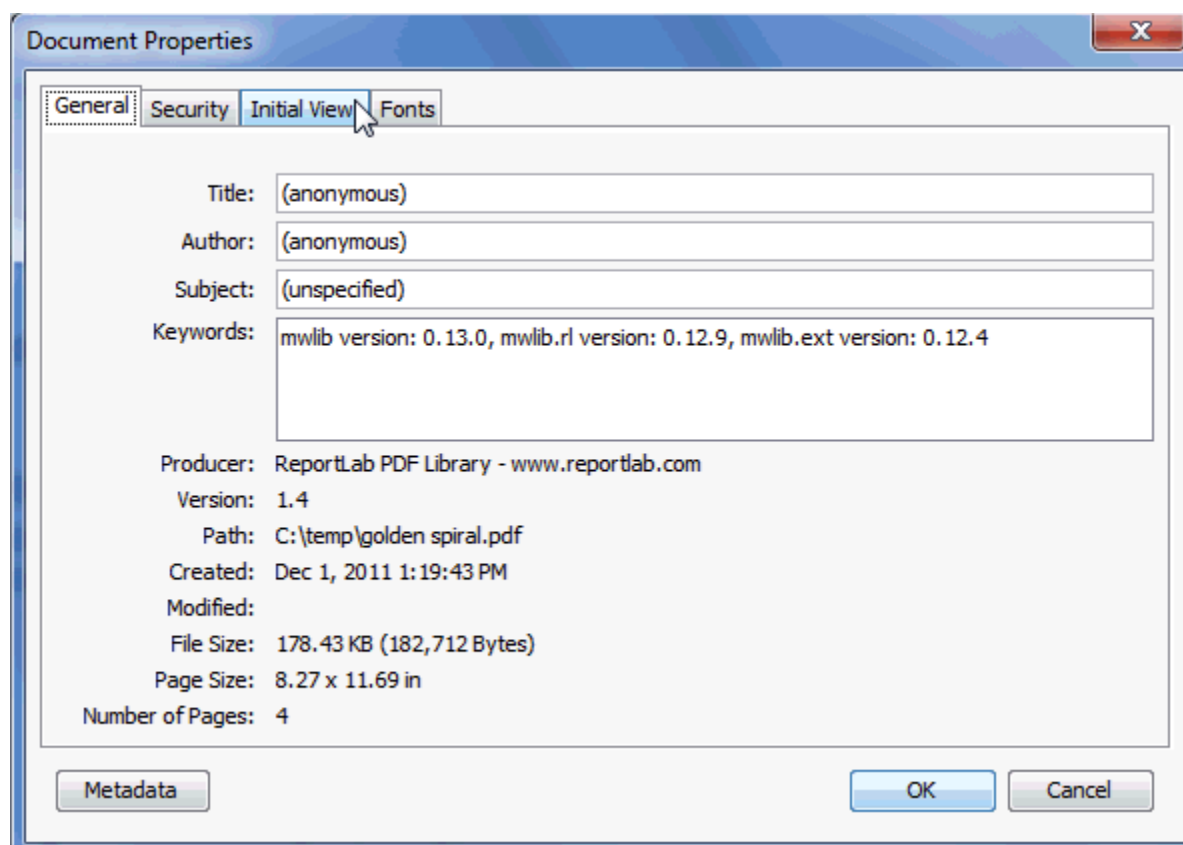 Document Properties
General Security Initial View Fonts
Title: (anonymous)
Author: (anonymous)
Subject: (unspecified)
Keywords: mwlib version: 0.13.0, mwlib.rl version: 0.12.9, mwlib.ext version: 0.12.4
Producer: ReportLab PDF Library - www.reportlab.com
Version: 1.4
Path: C:\temp\golden spiral.pdf
Created: Dec 1, 2011 1:19:43 PM
Modified:
File Size: 178.43 KB (182,712 Bytes)
Page Size: 8.27 x 11.69 in
Number of Pages: 4
Metadata OK Cancel